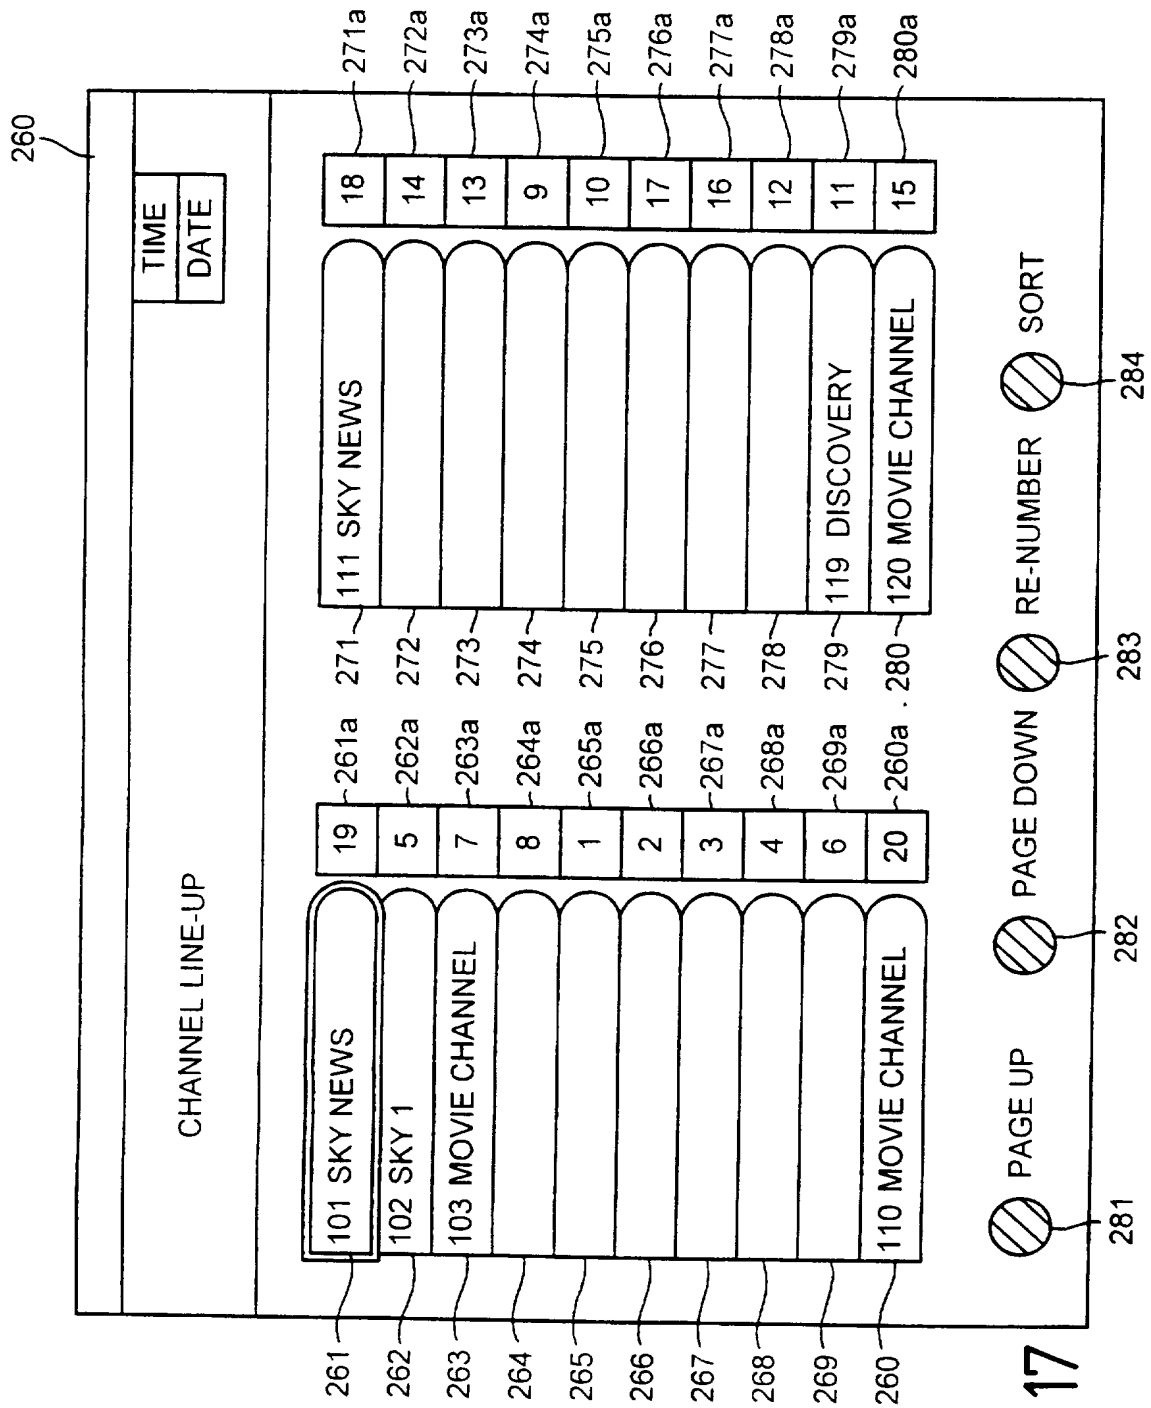 260
TIME
DATE
CHANNEL LINE-UP
261 101 SKY NEWS 19 261a
262 102 SKY 1 5 262a
263 103 MOVIE CHANNEL 7 263a
264 8 264a
265 1 265a
266 2 266a
267 3 267a
268 4 268a
269 6 269a
260 110 MOVIE CHANNEL 20 260a
271 111 SKY NEWS 18 271a
272 14 272a
273 13 273a
274 9 274a
275 10 275a
276 17 276a
277 16 277a
278 12 278a
279 119 DISCOVERY 11 279a
280 120 MOVIE CHANNEL 15 280a
PAGE UP PAGE DOWN RE-NUMBER SORT
281 282 283 284
17